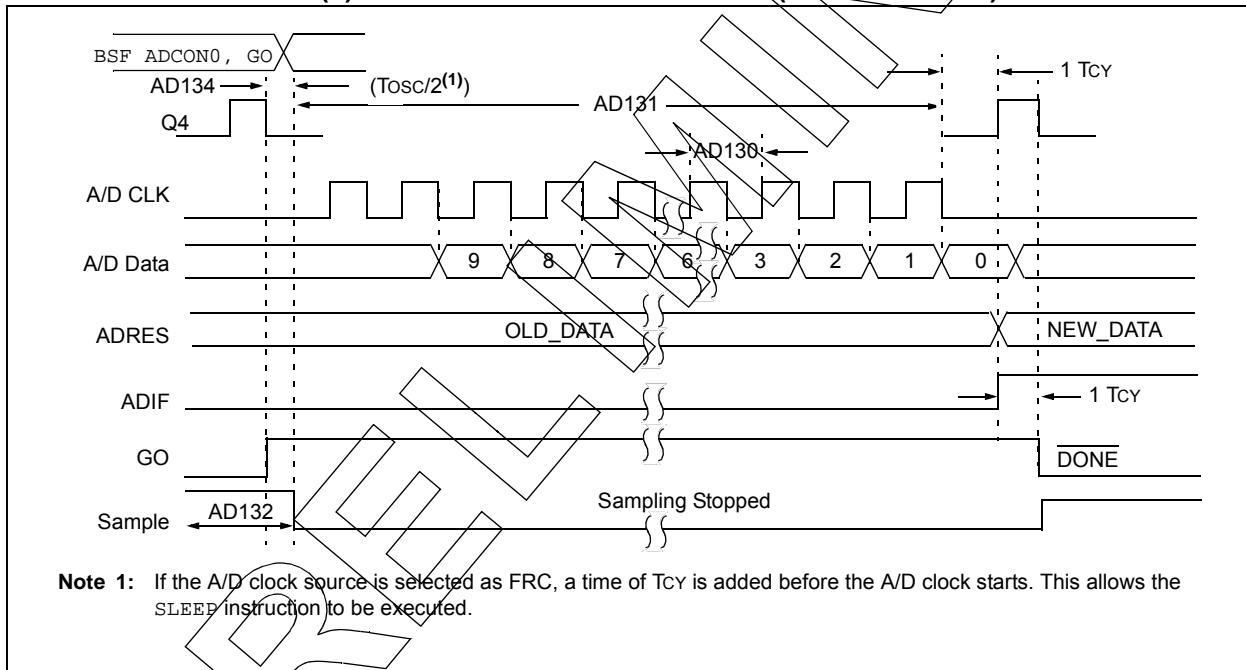 BSF ADCON0, GO
AD134
(TOSC/2(1))
AD131
1 TCY
Q4
AD130
A/D CLK
A/D Data
9 8 7 6 3 2 1 0
ADRES
OLD_DATA
NEW_DATA
ADIF
1 TCY
GO
DONE
Sample
AD132
Sampling Stopped
Note 1: If the A/D clock source is selected as FRC, a time of TCY is added before the A/D clock starts. This allows the
SLEEP instruction to be executed.